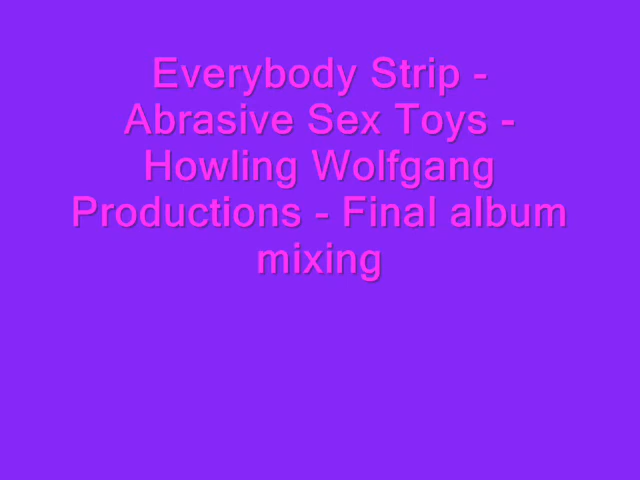 Everybody Strip -
Abrasive Sex Toys -
Howling Wolfgang
Productions - Final album
mixing